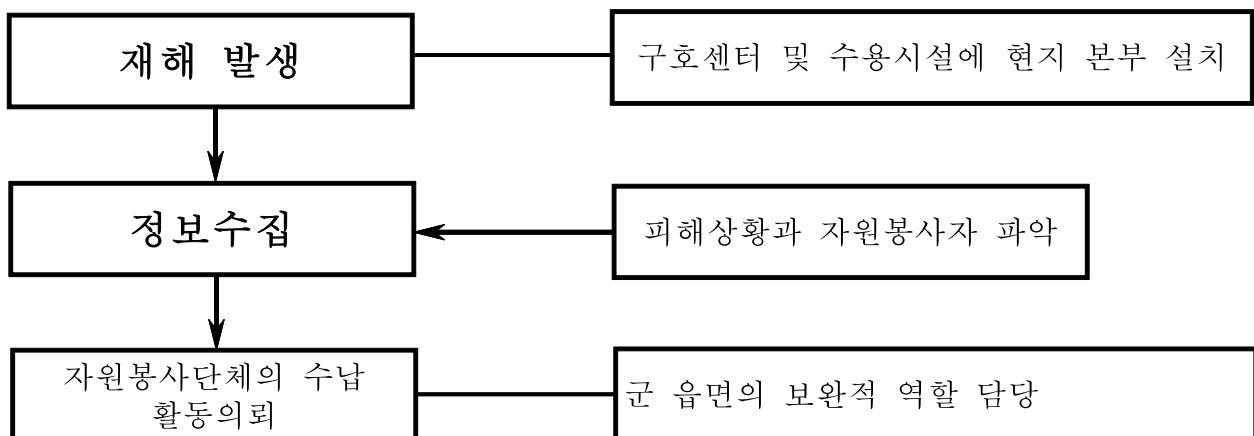 재해 발생
구호센터 및 수용시설에 현지 본부 설치
정보수집
피해상황과 자원봉사자 파악
자원봉사단체의 수납
활동의뢰
군 읍면의 보완적 역할 담당